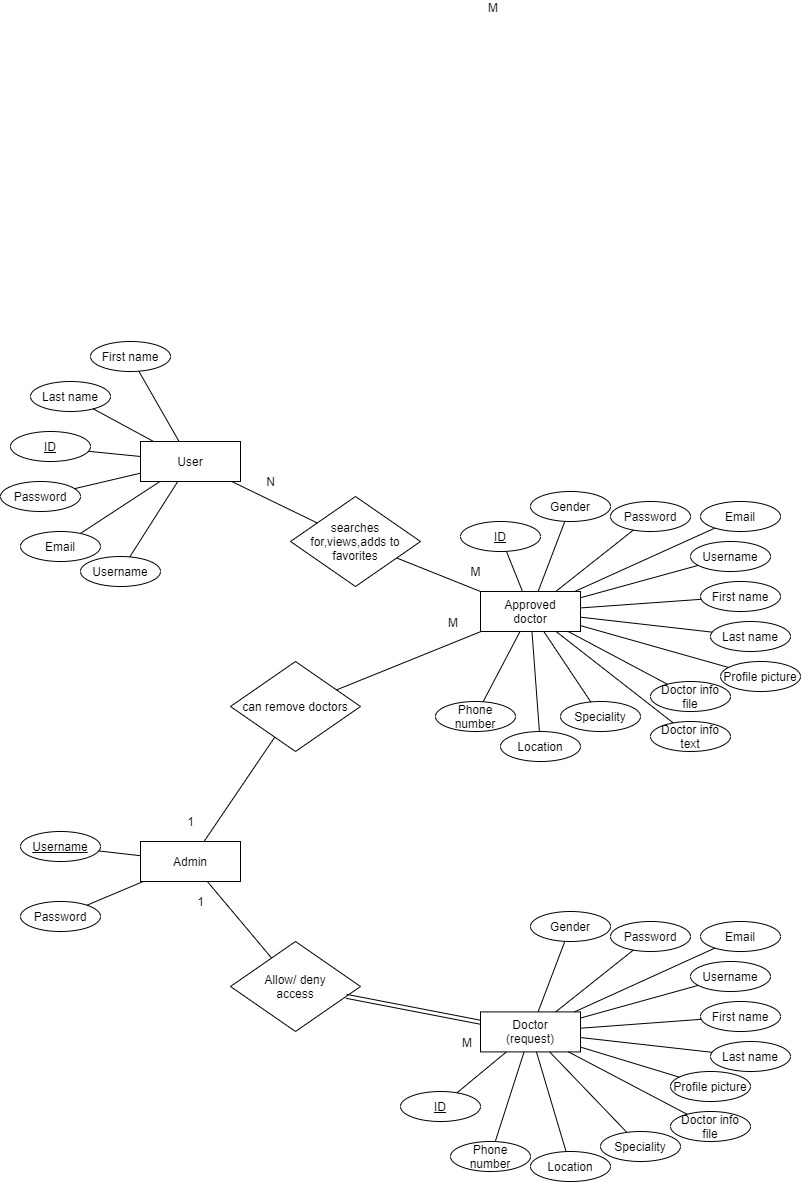 M
First name
Last name
ID
User
Password
Email
Username
N
searches
for,views,adds to
favorites
M
Gender
Password
Email
ID
Username
First name
Approved
doctor
Last name
Profile picture
Doctor info
file
Doctor info
text
Phone
number
Location
Speciality
M
can remove doctors
1
Username
Admin
Password
1
Allow/ deny
access
M
Gender
Password
Email
Username
First name
Doctor
(request)
Last name
Profile picture
Doctor info
file
ID
Phone
number
Location
Speciality